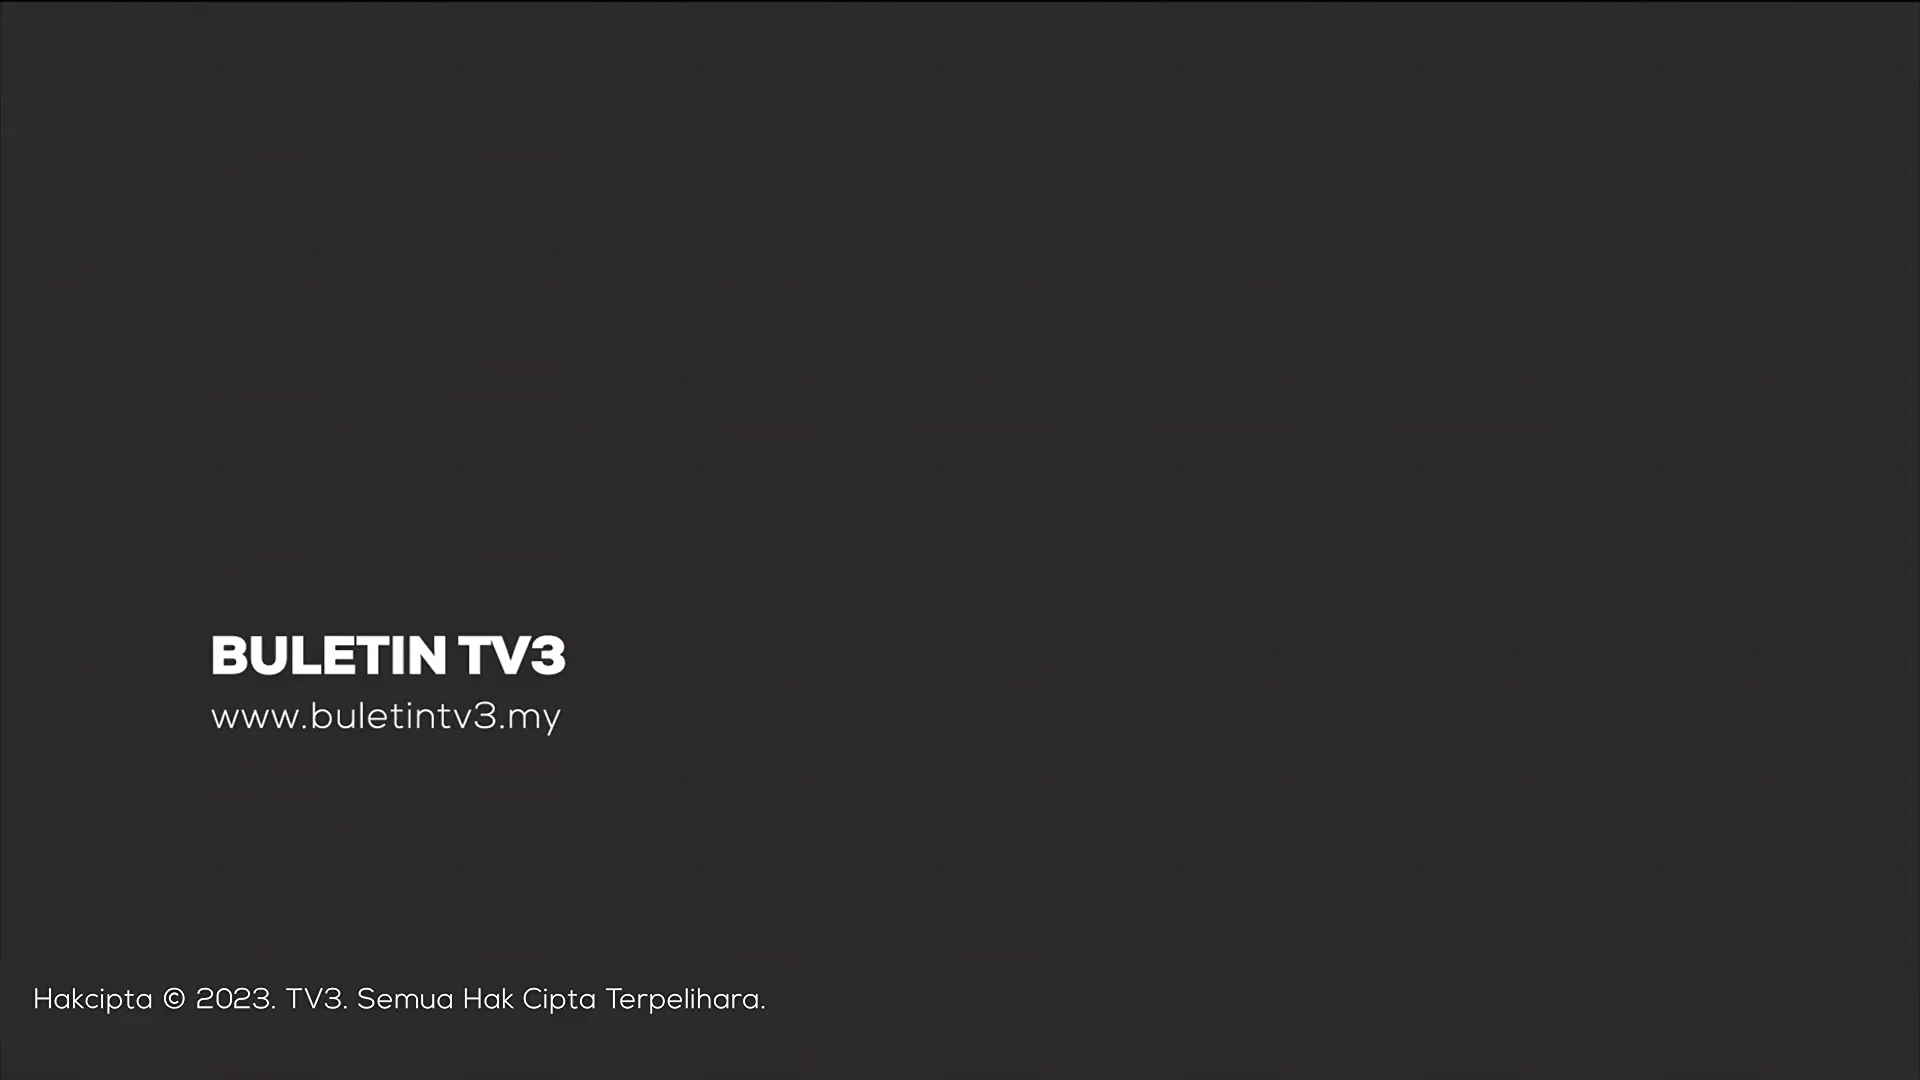 BULETIN TV3
www.buletintv3.my
Hakcipta © 2023. TV3. Semua Hak Cipta Terpelihara.